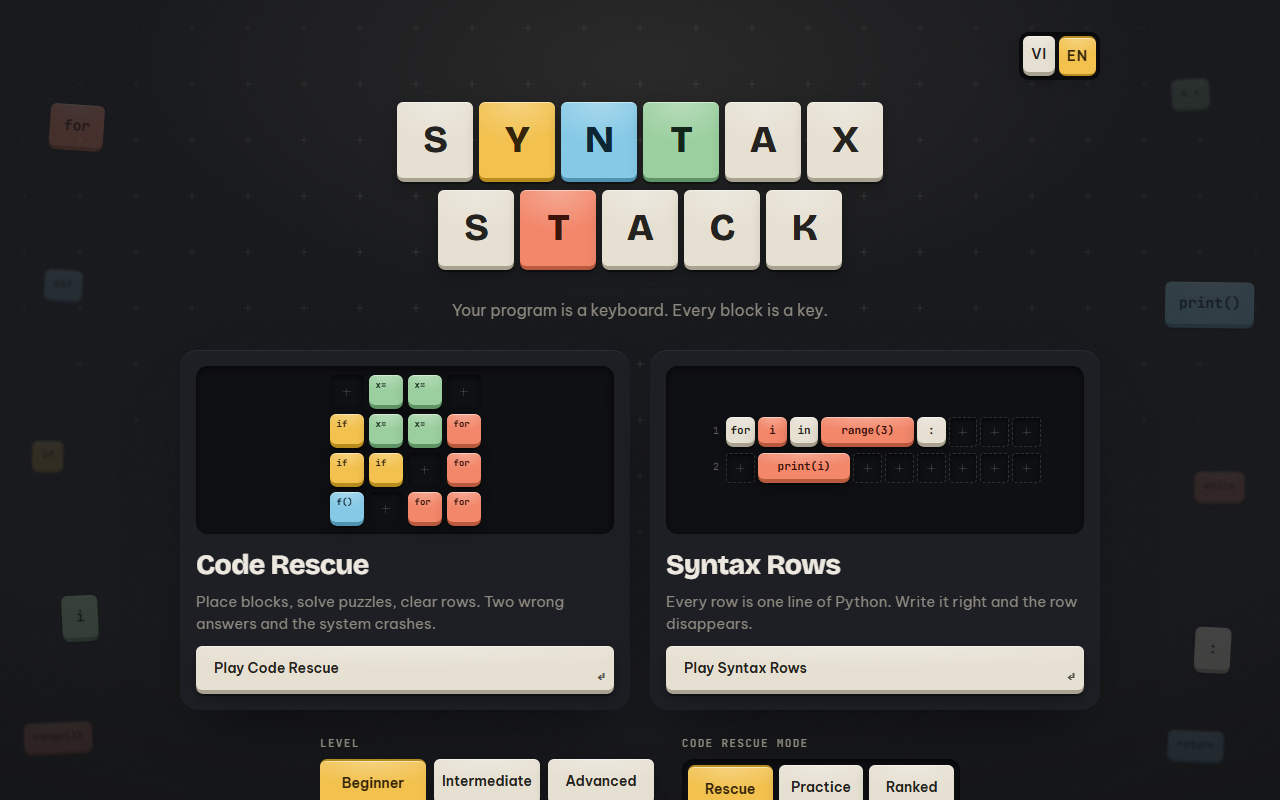 VI EN
SYNTAX
STACK
Your program is a keyboard. Every block is a key.
for
print()
i
:
x= x=
if x= x= for
if if for
f() for for
1 for i in range(3) :
2 print(i)
Code Rescue
Place blocks, solve puzzles, clear rows. Two wrong
answers and the system crashes.
Play Code Rescue
Syntax Rows
Every row is one line of Python. Write it right and the row
disappears.
Play Syntax Rows
LEVEL
Beginner Intermediate Advanced
CODE RESCUE MODE
Rescue Practice Ranked